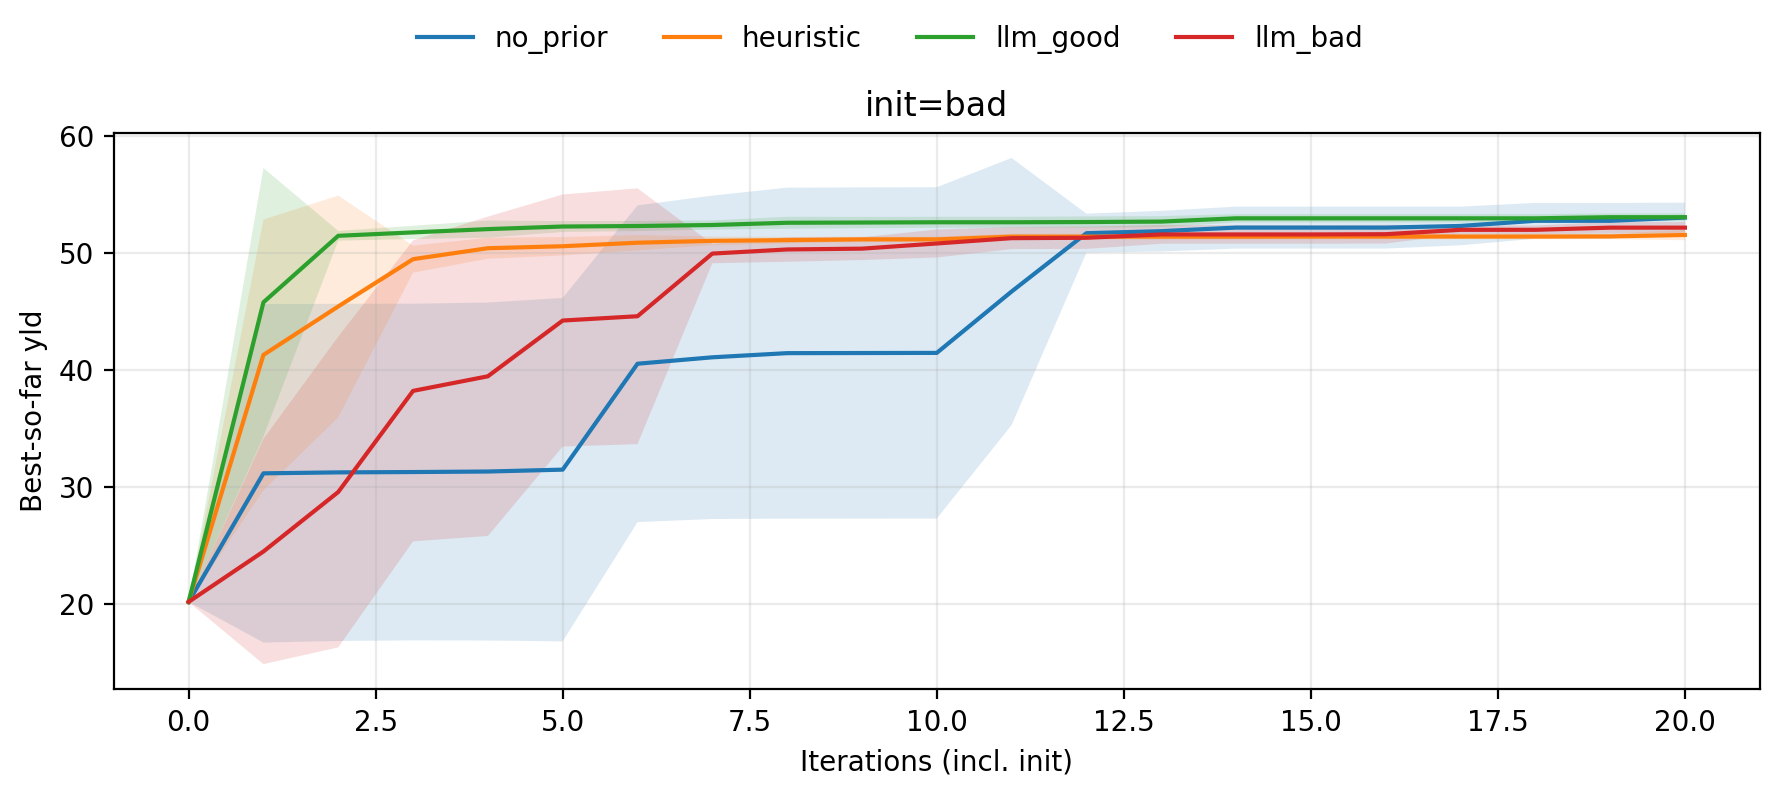 no_prior heuristic llm_good llm_bad
init=bad
60
50
40
30
20
Best-so-far yld
0.0 2.5 5.0 7.5 10.0 12.5 15.0 17.5 20.0
Iterations (incl. init)